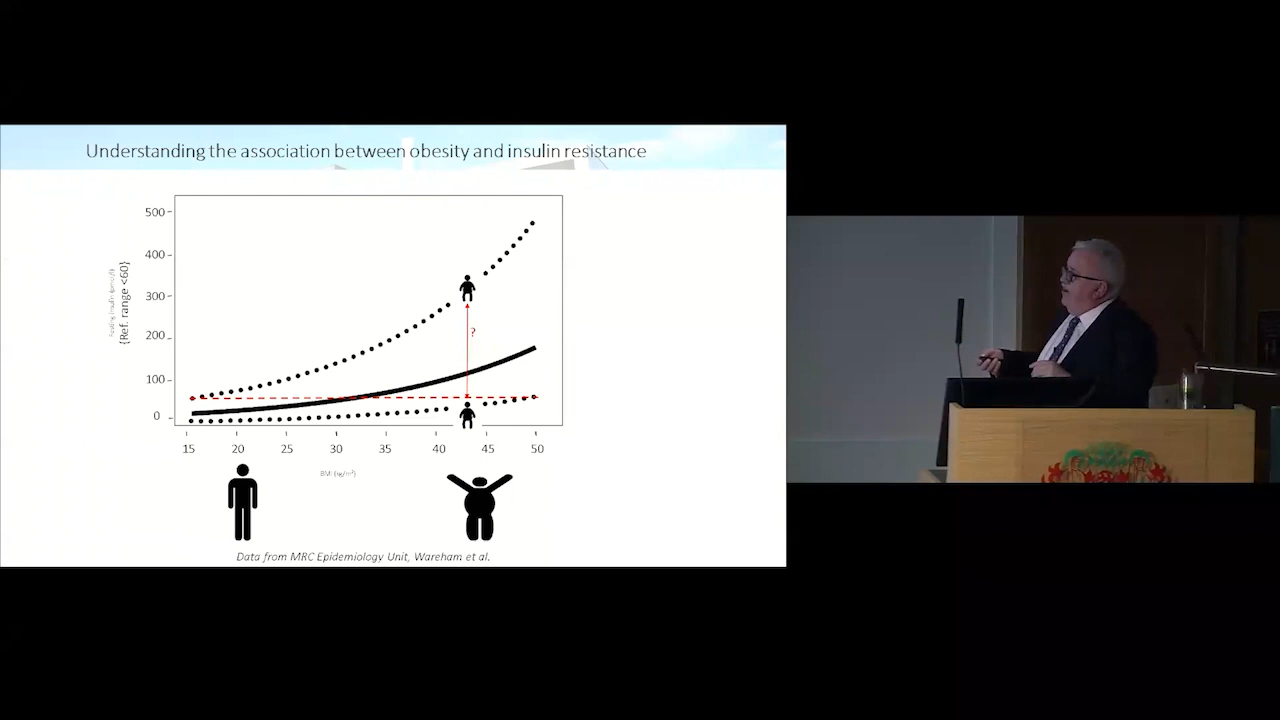 Understanding the association between obesity and insulin resistance
500
400
300
200
100
0
{Ref. range <60}
?
15 20 25 30 35 40 45 50
BMI (kg/m²)
Data from MRC Epidemiology Unit, Wareham et al.